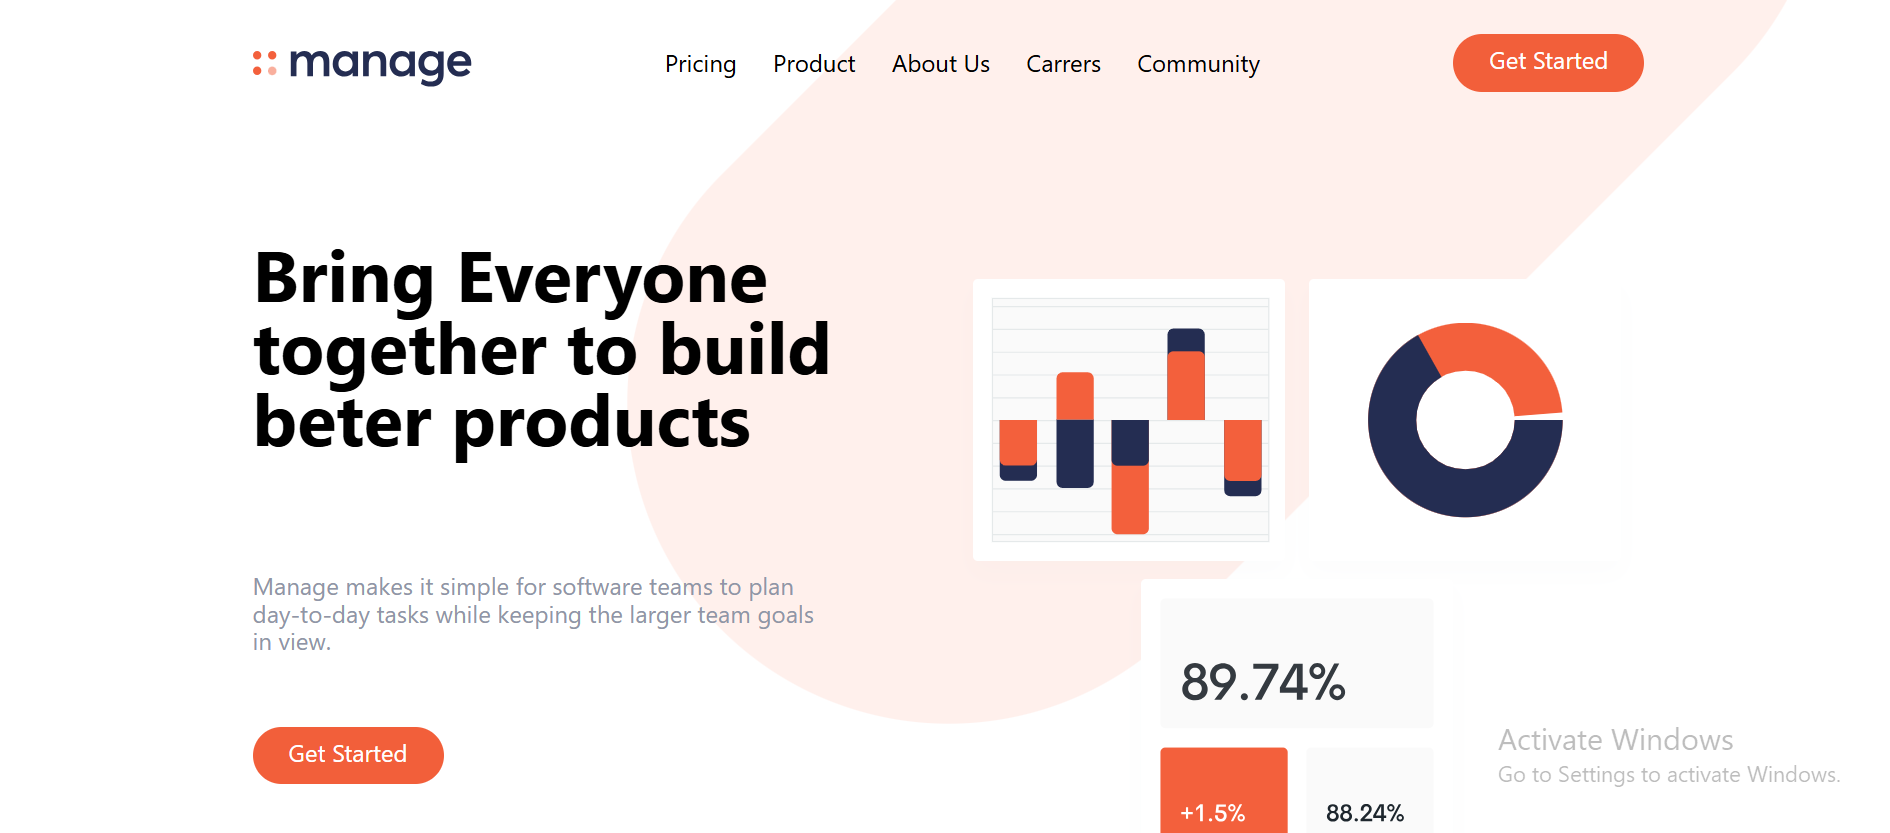 manage
Pricing Product About Us Carrers Community
Get Started
Bring Everyone
together to build
beter products
Manage makes it simple for software teams to plan
day-to-day tasks while keeping the larger team goals
in view.
Get Started
89.74%
+1.5%
88.24%
Activate Windows
Go to Settings to activate Windows.